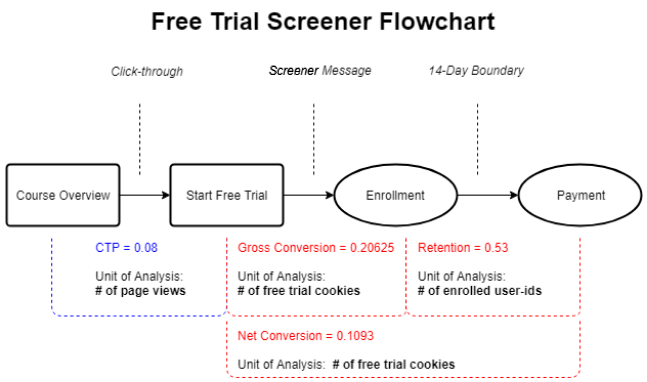 Free Trial Screener Flowchart
Click-through
Screener Message
14-Day Boundary
Course Overview
Start Free Trial
Enrollment
Payment
CTP = 0.08
Unit of Analysis:
# of page views
Gross Conversion = 0.20625
Unit of Analysis:
# of free trial cookies
Retention = 0.53
Unit of Analysis:
# of enrolled user-ids
Net Conversion = 0.1093
Unit of Analysis: # of free trial cookies